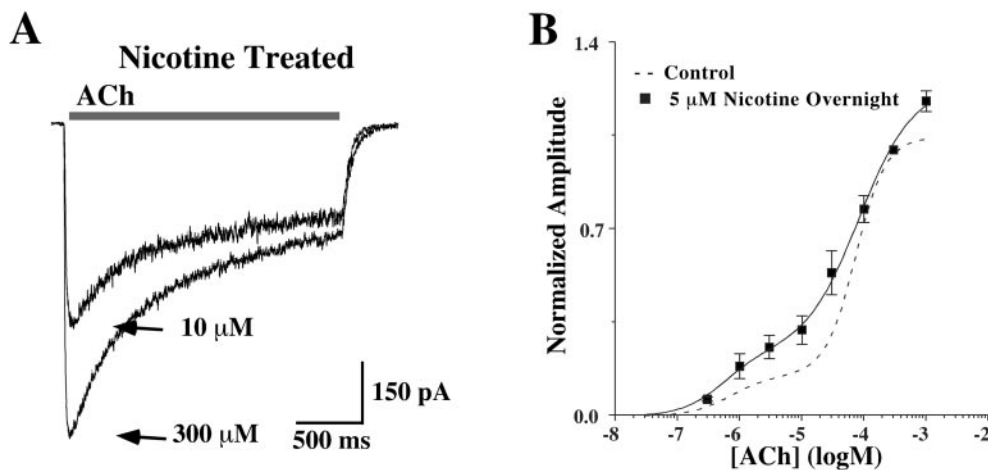 A
Nicotine Treated
ACh
10 μM
300 μM
150 pA
500 ms
B
1.4
0.7
0.0
Normalized Amplitude
Control
5 μM Nicotine Overnight
-8 -7 -6 -5 -4 -3 -2
[ACh] (logM)